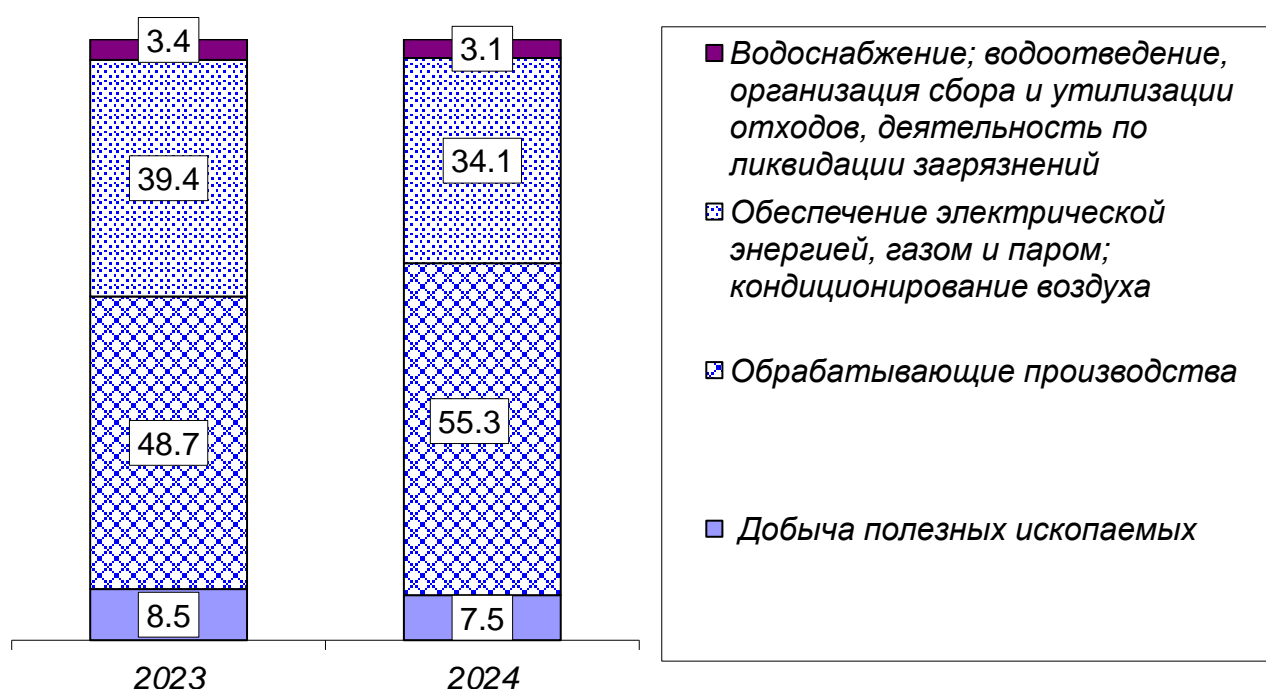 3.4
39.4
48.7
8.5
2023
3.1
34.1
55.3
7.5
2024
Водоснабжение; водоотведение,
организация сбора и утилизации
отходов, деятельность по
ликвидации загрязнений
Обеспечение электрической
энергией, газом и паром;
кондиционирование воздуха
Обрабатывающие производства
Добыча полезных ископаемых